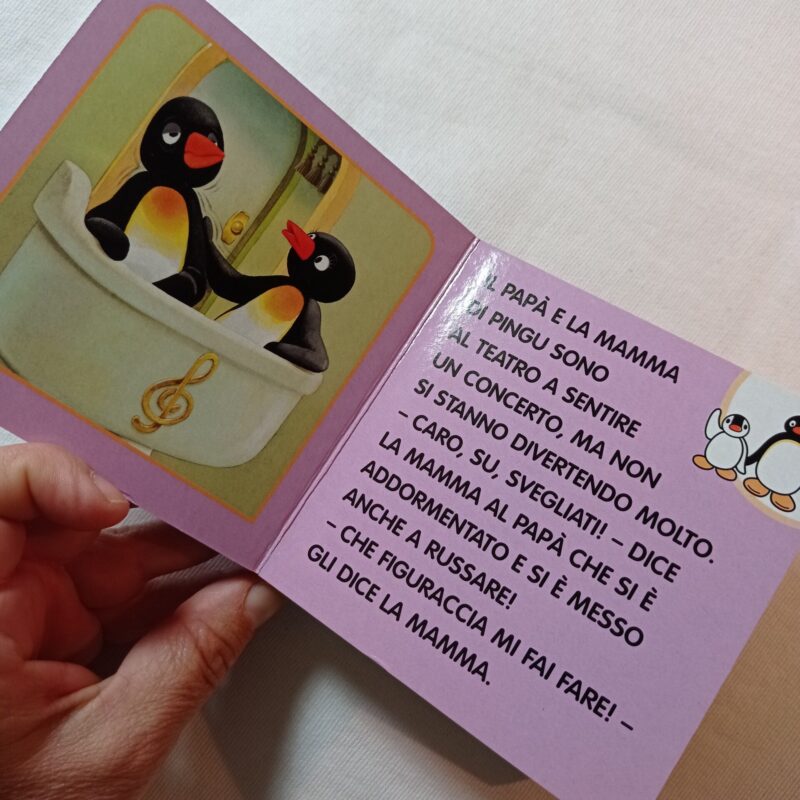 IL PAPÀ E LA MAMMA
DI PINGU SONO
AL TEATRO A SENTIRE
UN CONCERTO, MA NON
SI STANNO DIVERTENDO MOLTO.
– CARO, SU, SVEGLIATI! – DICE
LA MAMMA AL PAPÀ CHE SI È
ADDORMENTATO E SI È MESSO
ANCHE A RUSSARE!
– CHE FIGURACCIA MI FAI FARE! –
GLI DICE LA MAMMA.